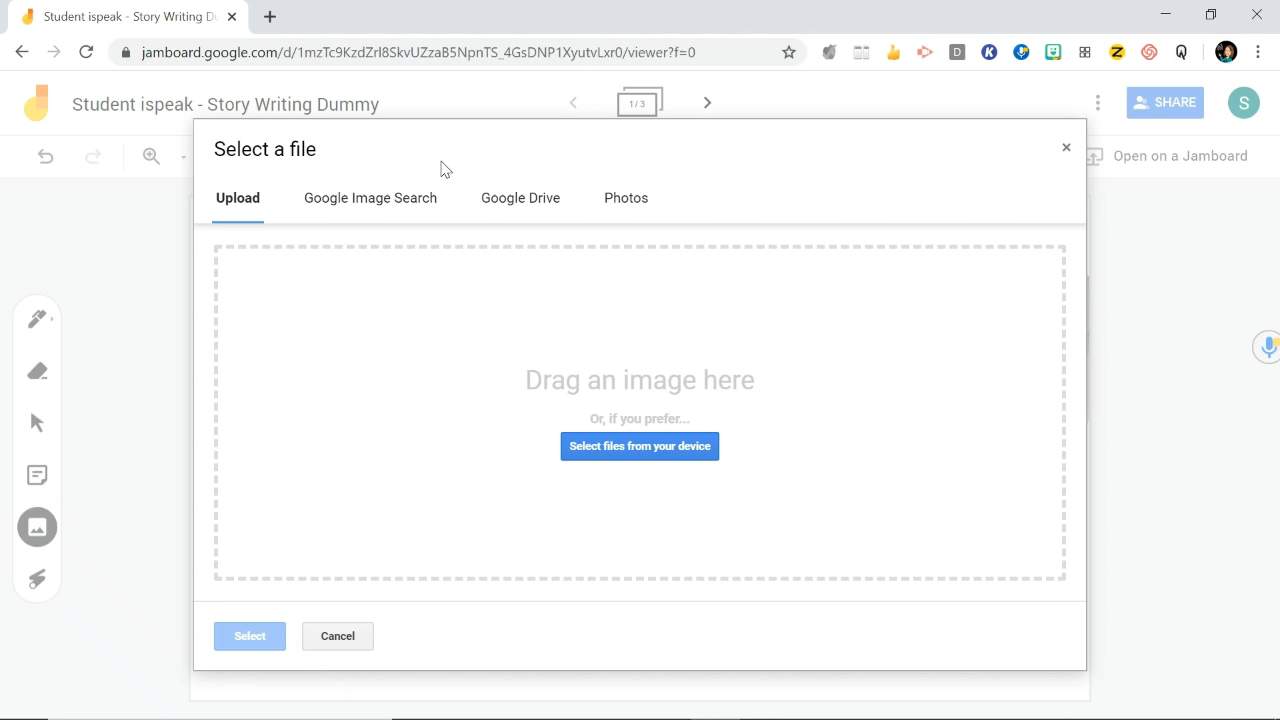 Student ispeak - Story Writing Du
jamboard.google.com/d/1mzTc9KzdZrI8SkvUZzaB5NpnTS_4GsDNP1XyutvLxr0/viewer?f=0
Student ispeak - Story Writing Dummy
1/3
SHARE
S
Open on a Jamboard
Select a file
Upload
Google Image Search
Google Drive
Photos
Drag an image here
Or, if you prefer...
Select files from your device
Select
Cancel